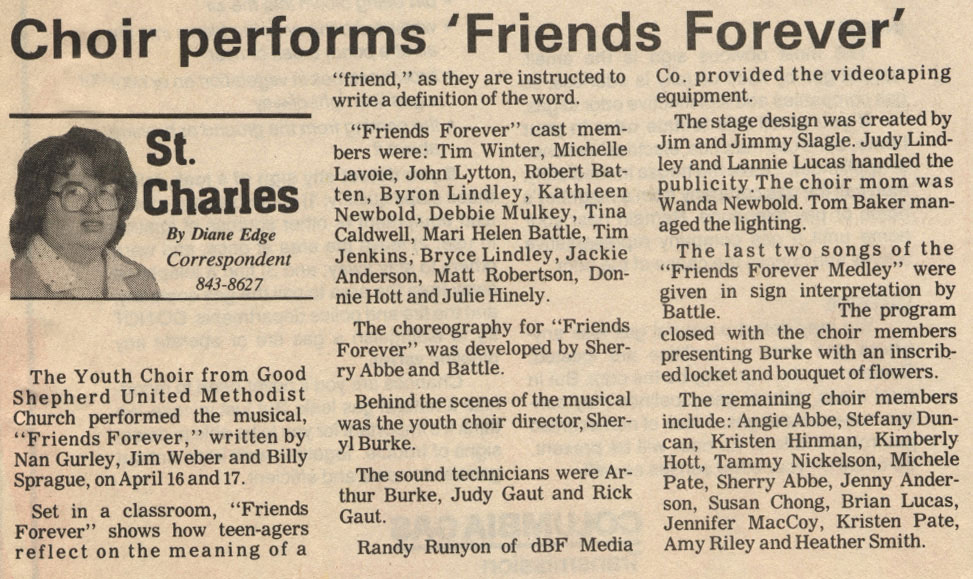 Choir performs 'Friends Forever'
St.
Charles
By Diane Edge
Correspondent
843-8627
The Youth Choir from Good
Shepherd United Methodist
Church performed the musical,
"Friends Forever," written by
Nan Gurley, Jim Weber and Billy
Sprague, on April 16 and 17.
Set in a classroom, "Friends
Forever" shows how teen-agers
reflect on the meaning of a
"friend," as they are instructed to
write a definition of the word.
"Friends Forever" cast mem-
bers were: Tim Winter, Michelle
Lavoie, John Lytton, Robert Bat-
ten, Byron Lindley, Kathleen
Newbold, Debbie Mulkey, Tina
Caldwell, Mari Helen Battle, Tim
Jenkins, Bryce Lindley, Jackie
Anderson, Matt Robertson, Don-
nie Hott and Julie Hinely.
The choreography for "Friends
Forever" was developed by Sher-
ry Abbe and Battle.
Behind the scenes of the musical
was the youth choir director, Sher-
yl Burke.
The sound technicians were Ar-
thur Burke, Judy Gaut and Rick
Gaut.
Randy Runyon of dBF Media
Co. provided the videotaping
equipment.
The stage design was created by
Jim and Jimmy Slagle. Judy Lind-
ley and Lannie Lucas handled the
publicity. The choir mom was
Wanda Newbold. Tom Baker man-
aged the lighting.
The last two songs of the
"Friends Forever Medley" were
given in sign interpretation by
Battle. The program
closed with the choir members
presenting Burke with an inscrib-
ed locket and bouquet of flowers.
The remaining choir members
include: Angie Abbe, Stefany Dun-
can, Kristen Hinman, Kimberly
Hott, Tammy Nickelson, Michele
Pate, Sherry Abbe, Jenny Ander-
son, Susan Chong, Brian Lucas,
Jennifer MacCoy, Kristen Pate,
Amy Riley and Heather Smith.